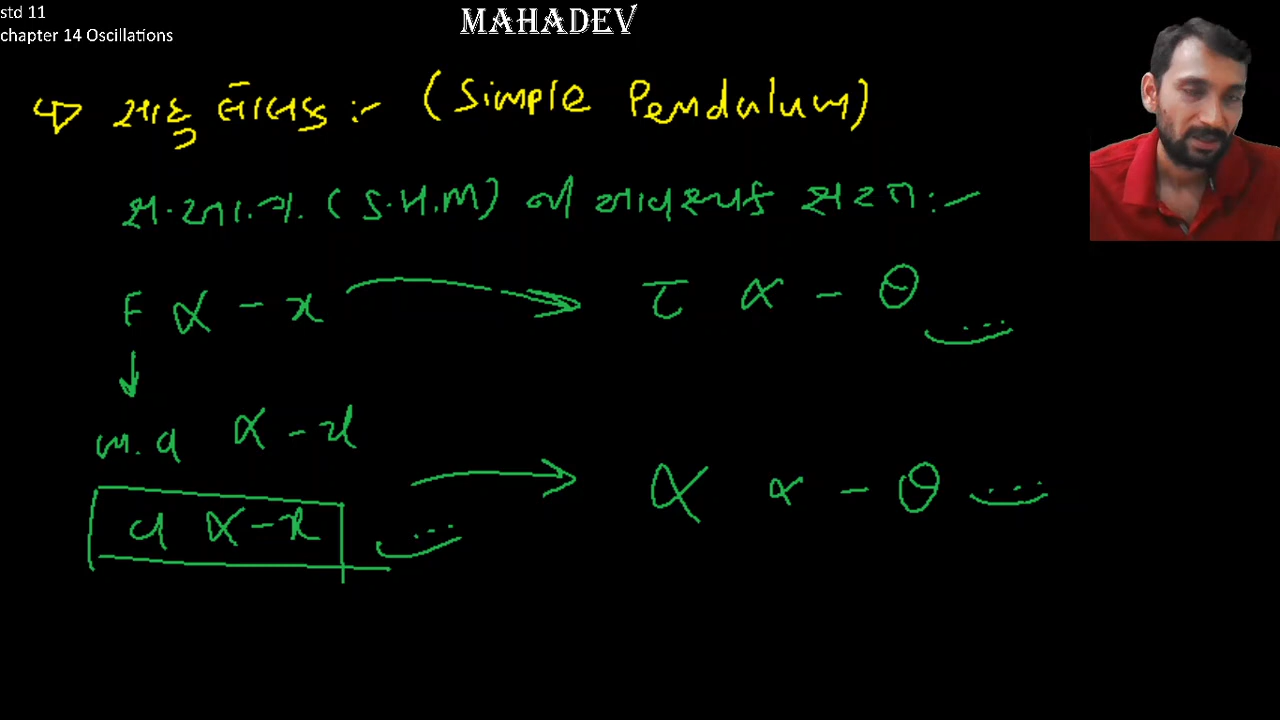 std 11
chapter 14 Oscillations
MAHADEV
સાદું લોલક :- (Simple Pendulum)
સ.આ.ગ. (S.H.M) ની આવશ્યક શરત :-
F ∝ - x → τ ∝ - θ
↓
m.a ∝ - x
a ∝ - x → α ∝ - θ